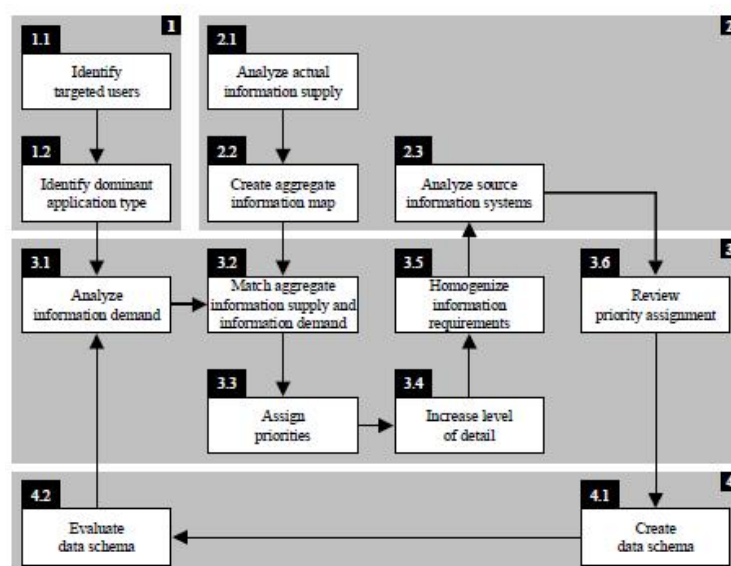 1
2
1.1
Identify
targeted users
2.1
Analyze actual
information supply
1.2
Identify dominant
application type
2.2
Create aggregate
information map
2.3
Analyze source
information systems
3
3.1
Analyze
information demand
3.2
Match aggregate
information supply and
information demand
3.5
Homogenize
information
requirements
3.6
Review
priority assignment
3.3
Assign
priorities
3.4
Increase level
of detail
4
4.2
Evaluate
data schema
4.1
Create
data schema